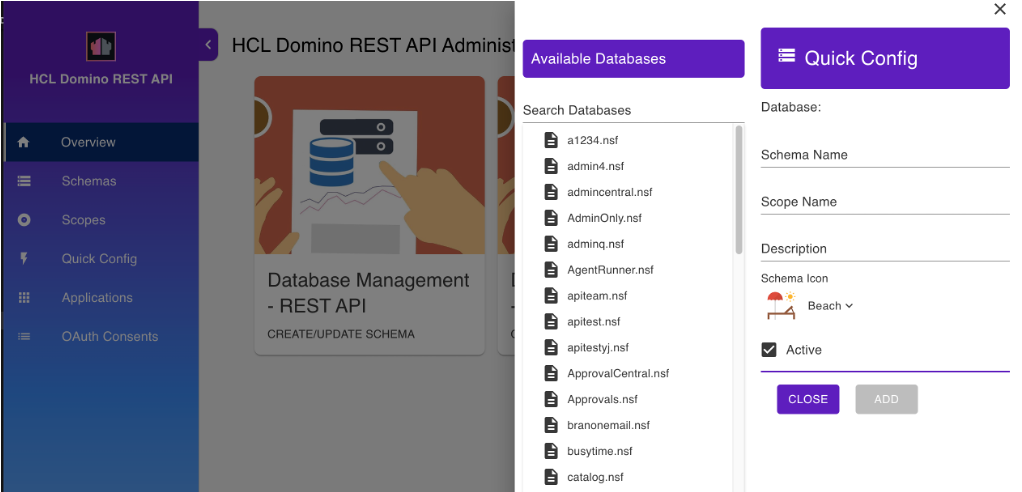 HCL Domino REST API
Overview
Schemas
Scopes
Quick Config
Applications
OAuth Consents
HCL Domino REST API Administ
Database Management
- REST API
CREATE/UPDATE SCHEMA
Available Databases
Search Databases
a1234.nsf
admin4.nsf
admincentral.nsf
AdminOnly.nsf
adminq.nsf
AgentRunner.nsf
apiteam.nsf
apitest.nsf
apitestyj.nsf
ApprovalCentral.nsf
Approvals.nsf
branonemail.nsf
busytime.nsf
catalog.nsf
Quick Config
Database:
Schema Name
Scope Name
Description
Schema Icon
Beach
Active
CLOSE
ADD